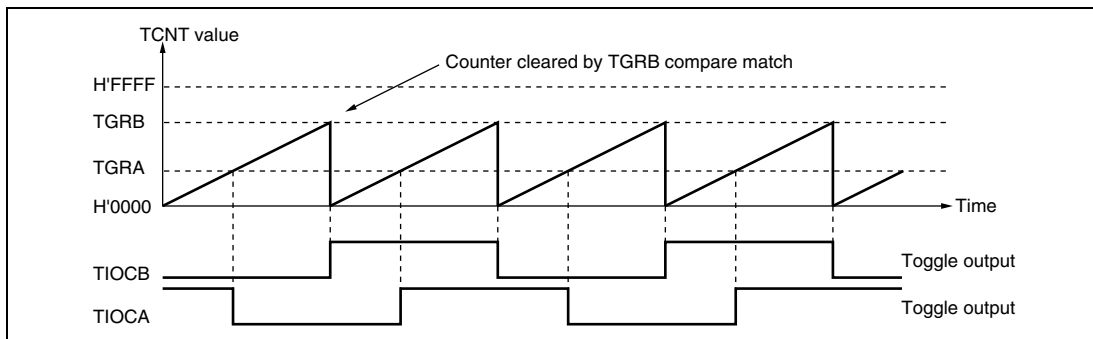 TCNT value
Counter cleared by TGRB compare match
H'FFFF
TGRB
TGRA
H'0000
Time
TIOCB
Toggle output
TIOCA
Toggle output